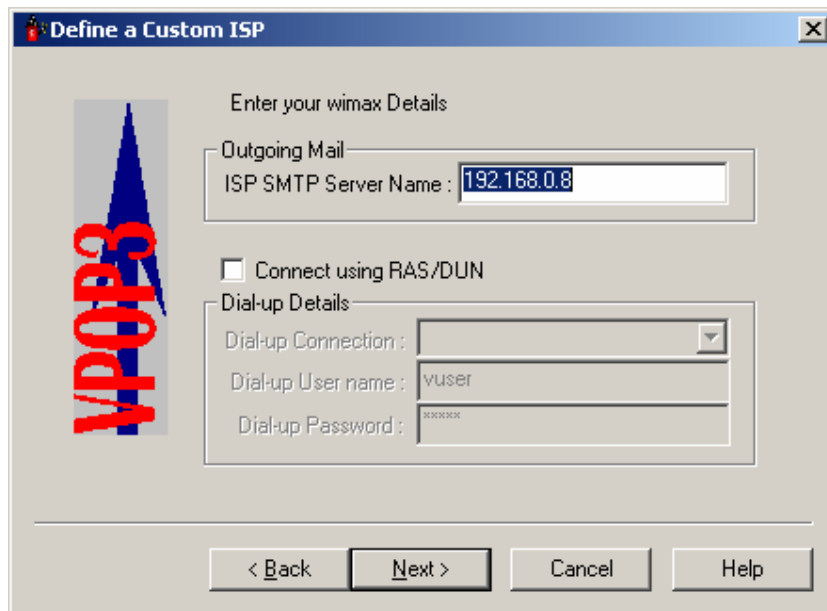 Define a Custom ISP
Enter your wimax Details
Outgoing Mail
ISP SMTP Server Name : 192.168.0.8
Connect using RAS/DUN
Dial-up Details
Dial-up Connection :
Dial-up User name : vuser
Dial-up Password : *****
VPOP3
< Back Next > Cancel Help